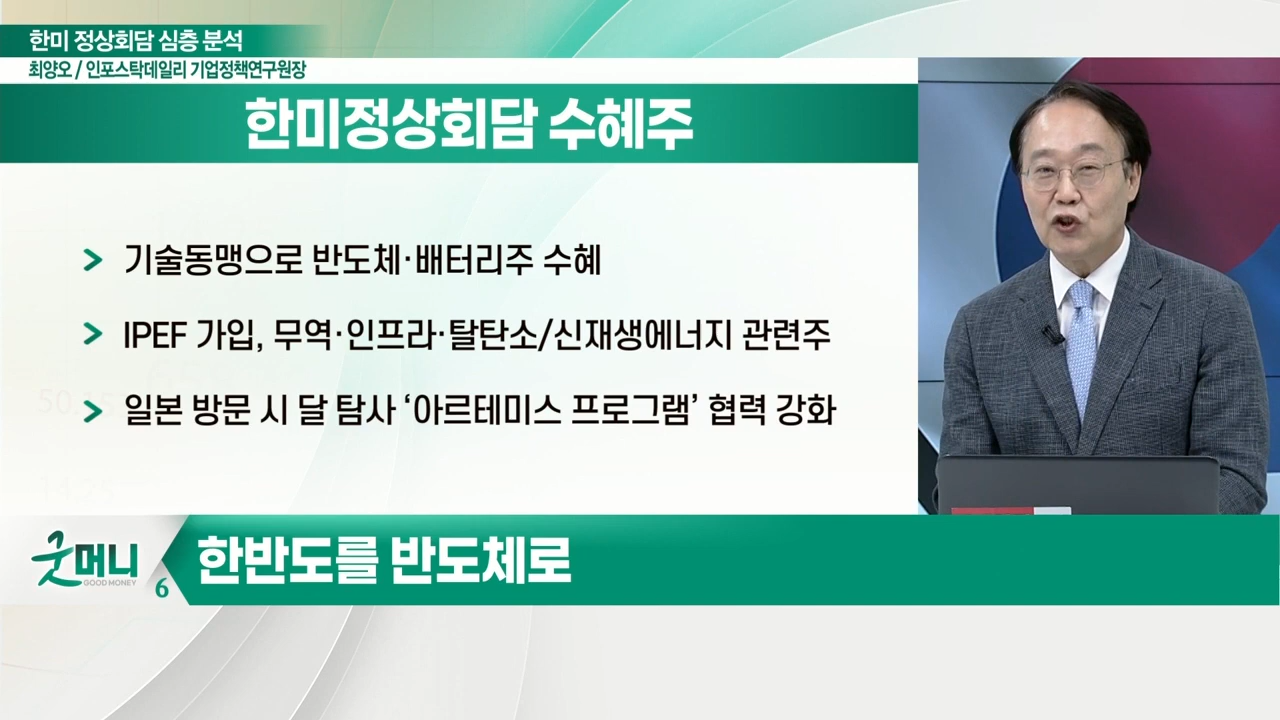 한미 정상회담 심층 분석
최양오 / 인포스탁데일리 기업정책연구원장
한미정상회담 수혜주
> 기술동맹으로 반도체·배터리주 수혜
> IPEF 가입, 무역·인프라·탈탄소/신재생에너지 관련주
> 일본 방문 시 달 탐사 ‘아르테미스 프로그램’ 협력 강화
굿머니
GOOD MONEY
6
한반도를 반도체로